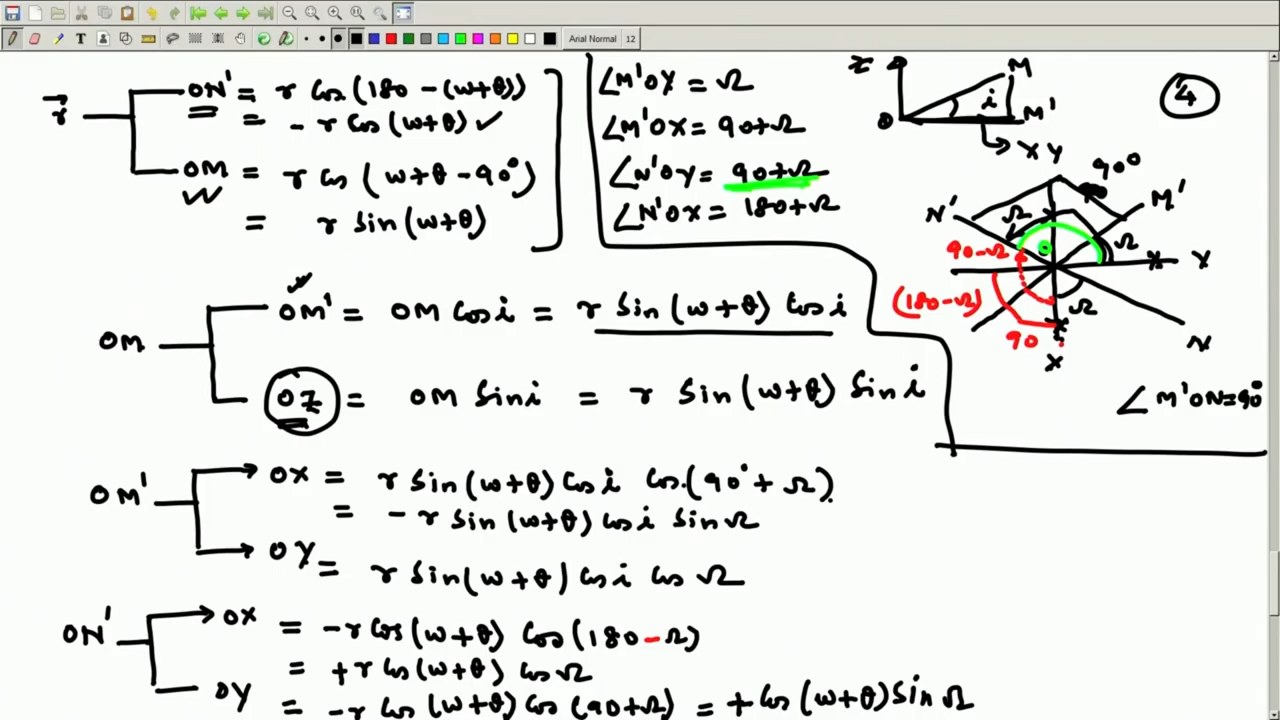 Arial Normal 12
r⃗
ON' = r Cos(180 - (ω+θ))
= - r Cos(ω+θ) ✓
OM = r Cos (ω+θ-90°)
= r Sin(ω+θ)
∠M'OY = Ω
∠M'OX = 90+Ω
∠N'OY = 90+Ω
∠N'OX = 180+Ω
Z
M
i
O
M'
XY
4
90°
N'
M'
Ω
Ω
90-Ω
θ
Y
(180-Ω)
Ω
90
X
N
∠M'ON=90°
OM
OM' = OM Cos i = r Sin(ω+θ) Cos i
OZ = OM Sin i = r Sin(ω+θ) Sin i
OM'
OX = r Sin(ω+θ) Cos i Cos.(90°+Ω)
= - r Sin(ω+θ) Cos i Sin Ω
OY = r Sin(ω+θ) Cos i Cos Ω
ON'
OX = -r Cos(ω+θ) Cos(180-Ω)
= +r Cos(ω+θ) Cos Ω
OY = -r Cos(ω+θ) Cos(90+Ω) = +Cos(ω+θ) Sin Ω